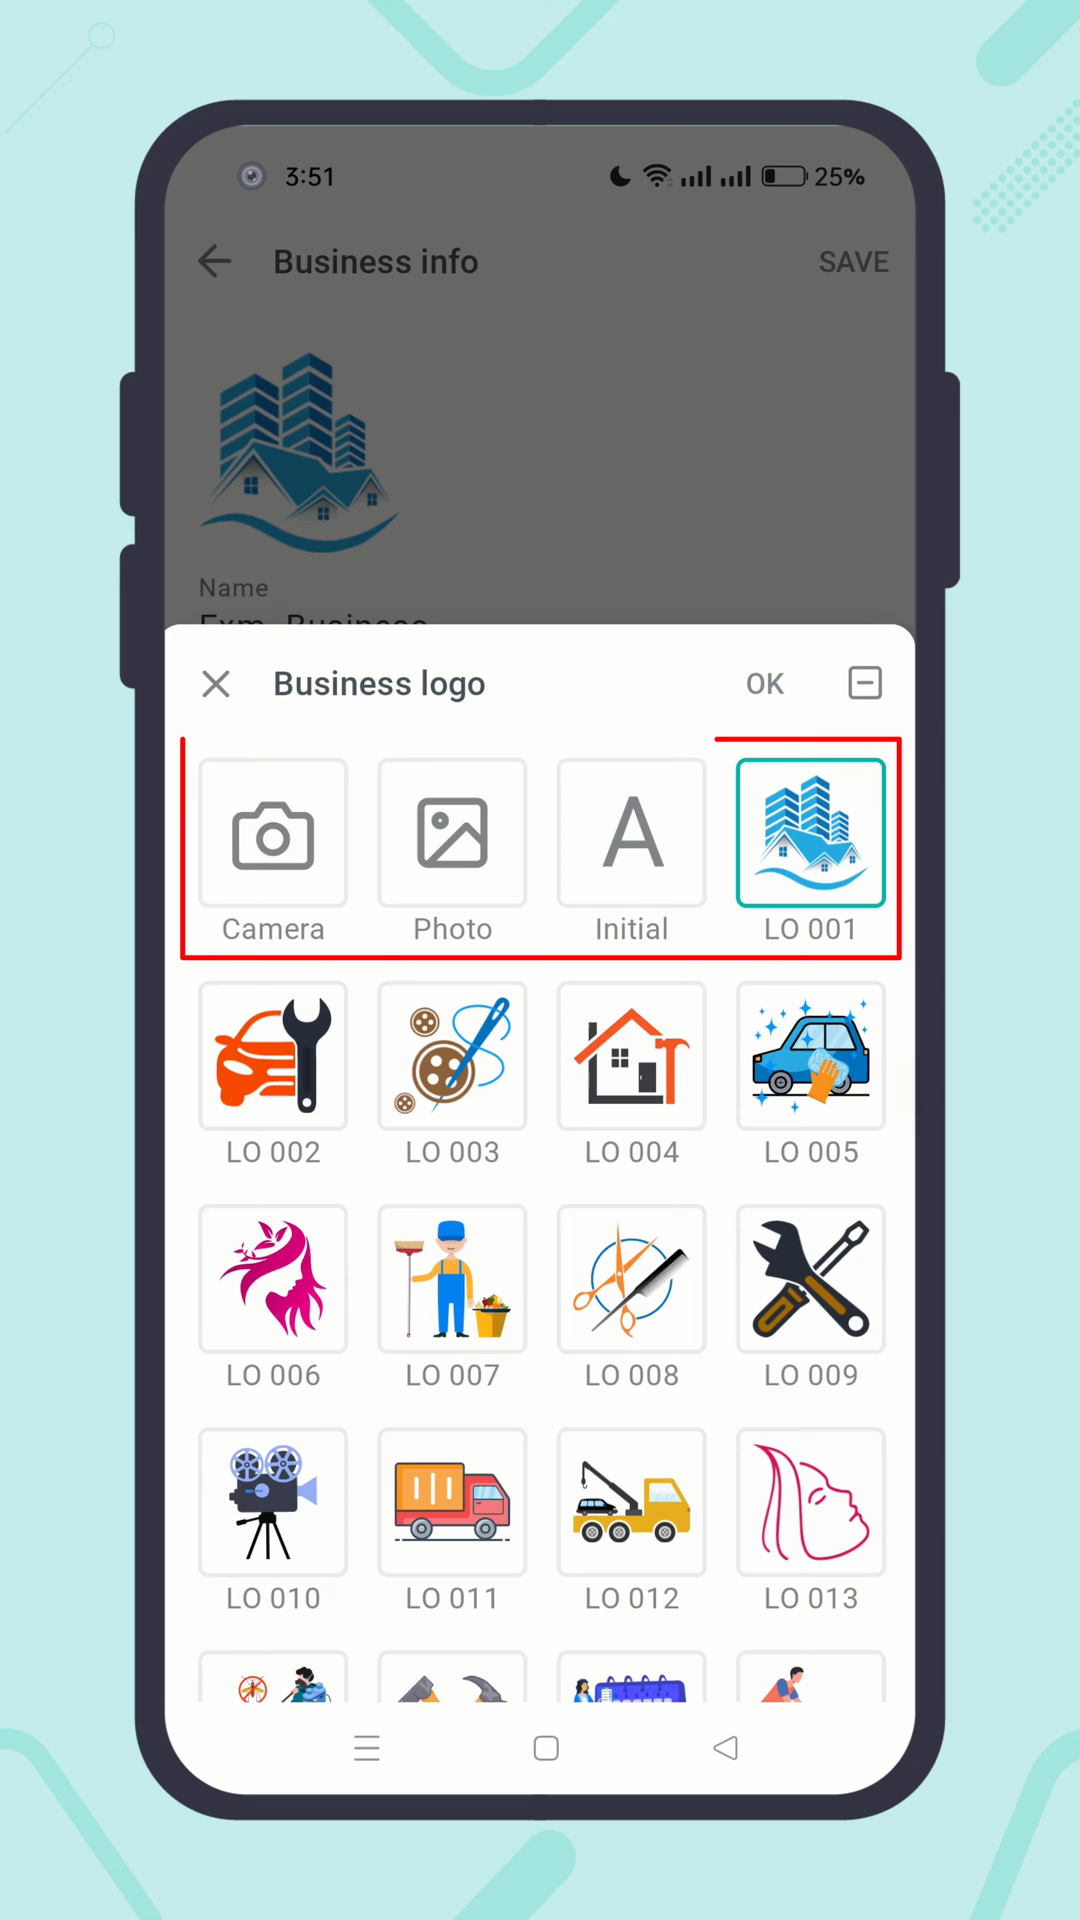 3:51
25%
Business info
SAVE
Name
Exm. Business
Business logo
OK
A
Camera
Photo
Initial
LO 001
LO 002
LO 003
LO 004
LO 005
LO 006
LO 007
LO 008
LO 009
LO 010
LO 011
LO 012
LO 013